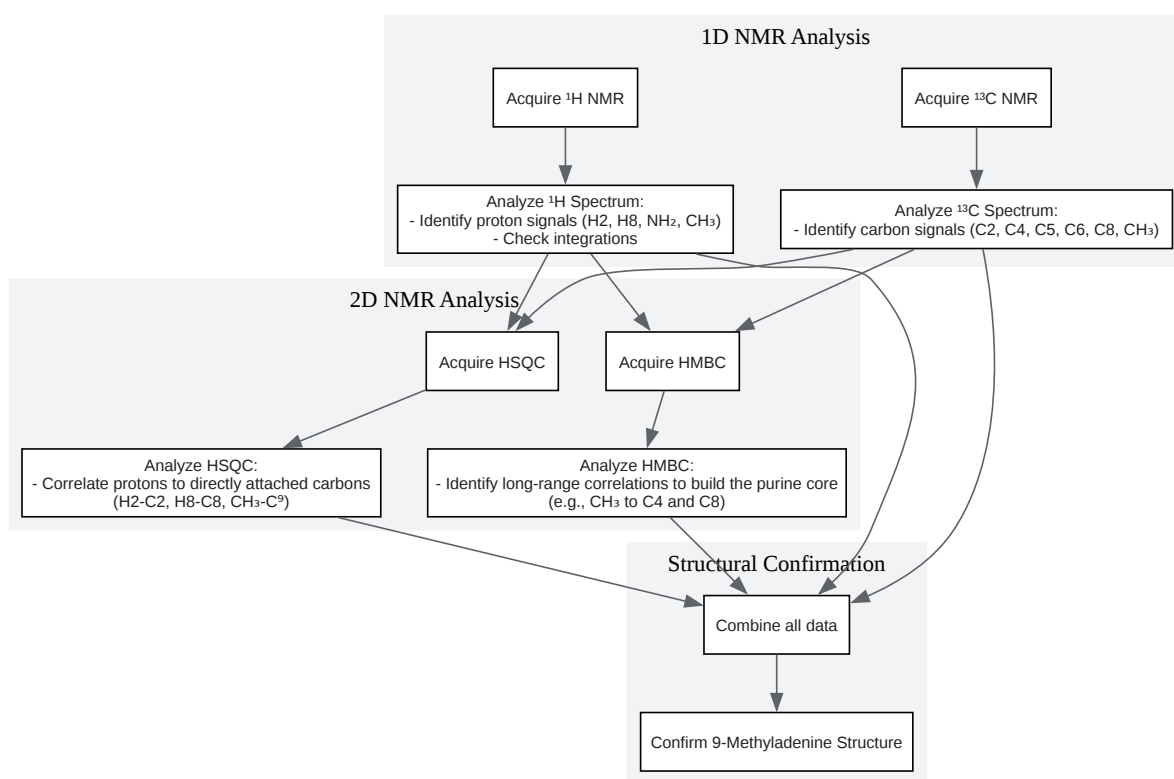 1D NMR Analysis
Acquire ¹H NMR
Acquire ¹³C NMR
Analyze ¹H Spectrum:
- Identify proton signals (H2, H8, NH₂, CH₃)
- Check integrations
Analyze ¹³C Spectrum:
- Identify carbon signals (C2, C4, C5, C6, C8, CH₃)
2D NMR Analysis
Acquire HSQC
Acquire HMBC
Analyze HSQC:
- Correlate protons to directly attached carbons
(H2-C2, H8-C8, CH₃-C⁹)
Analyze HMBC:
- Identify long-range correlations to build the purine core
(e.g., CH₃ to C4 and C8)
Structural Confirmation
Combine all data
Confirm 9-Methyladenine Structure